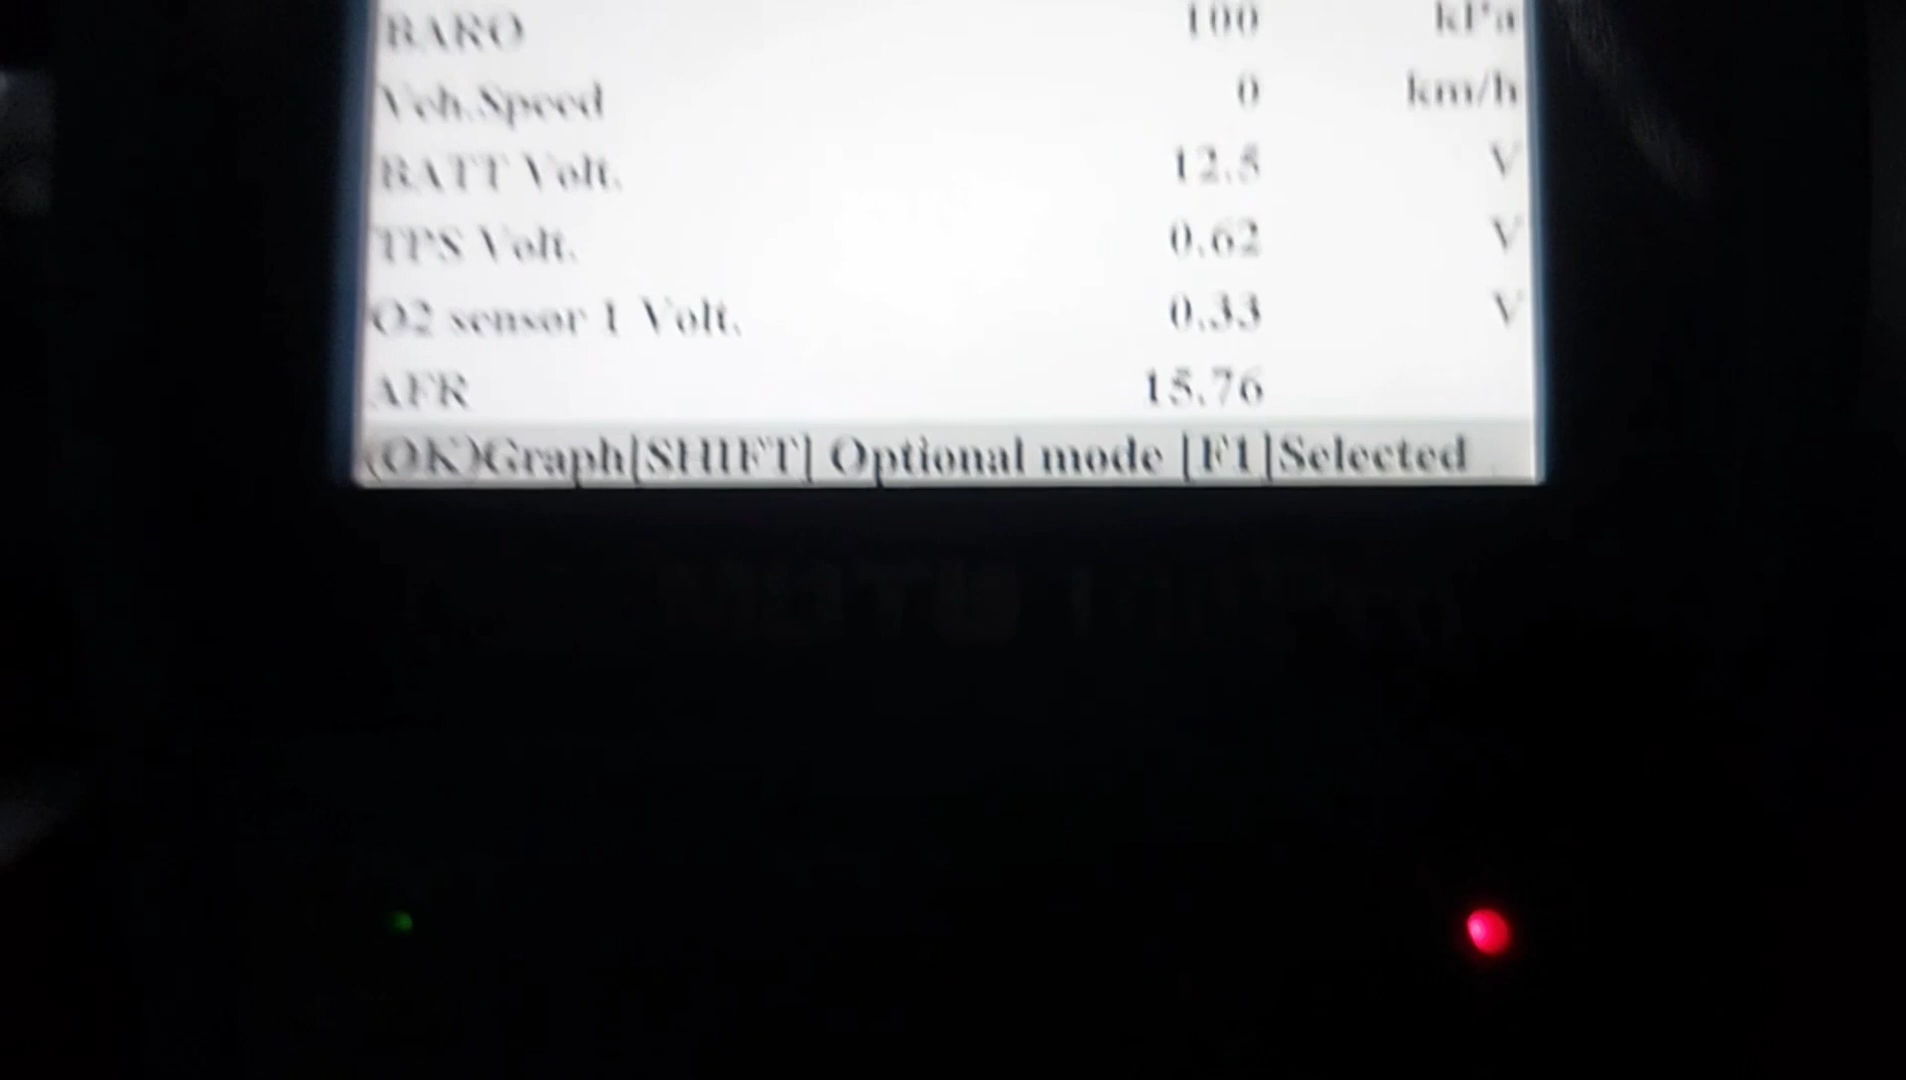 BARO 100 kPa
Veh.Speed 0 km/h
BATT Volt. 12.5 V
TPS Volt. 0.62 V
O2 sensor 1 Volt. 0.33 V
AFR 15.76
(OK)Graph[SHIFT] Optional mode [F1]Selected